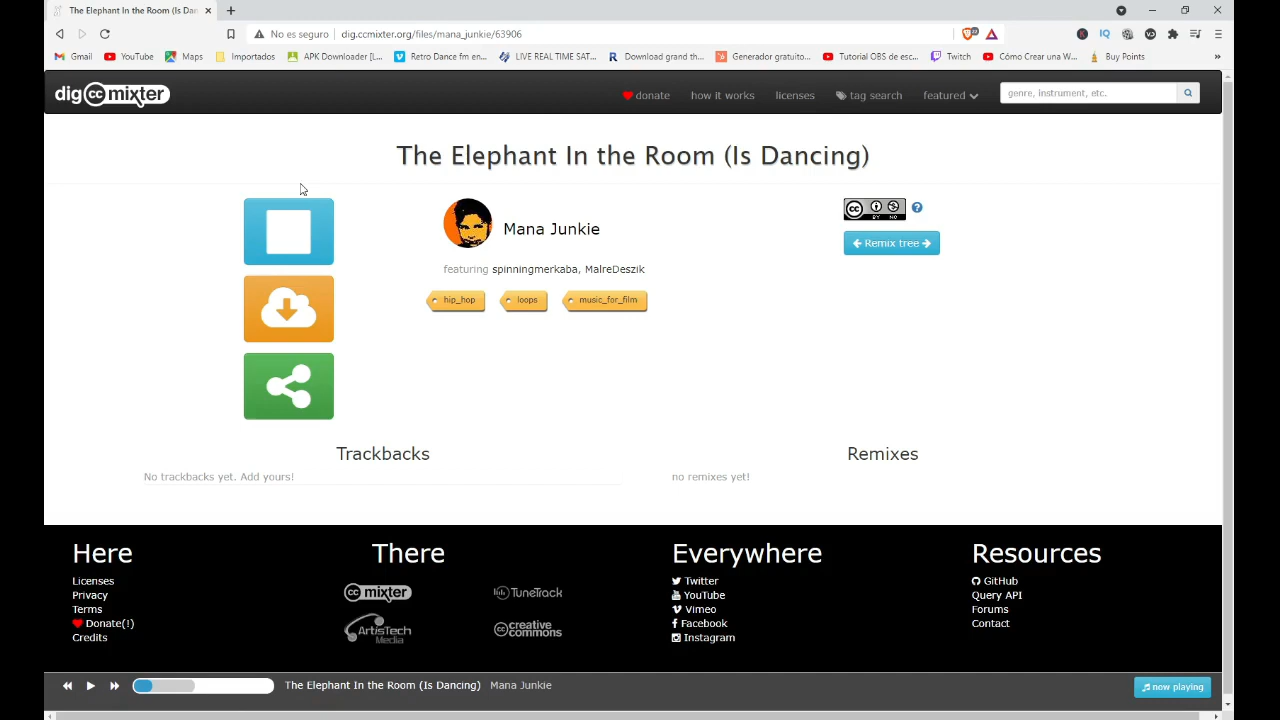 The Elephant In the Room (Is Dan
No es seguro
dig.ccmixter.org/files/mana_junkie/63906
Gmail
YouTube
Maps
Importados
APK Downloader [L...
Retro Dance fm en...
LIVE REAL TIME SAT...
Download grand th...
Generador gratuito...
Tutorial OBS de esc...
Twitch
Cómo Crear una W...
Buy Points
dig cc mixter
donate
how it works
licenses
tag search
featured
genre, instrument, etc.
The Elephant In the Room (Is Dancing)
Mana Junkie
featuring spinningmerkaba, MalreDeszik
hip_hop
loops
music_for_film
Remix tree
Trackbacks
No trackbacks yet. Add yours!
Remixes
no remixes yet!
Here
Licenses
Privacy
Terms
Donate(!)
Credits
There
cc mixter
TuneTrack
ArtisTech
Media
creative
commons
Everywhere
Twitter
YouTube
Vimeo
Facebook
Instagram
Resources
GitHub
Query API
Forums
Contact
The Elephant In the Room (Is Dancing) Mana Junkie
now playing